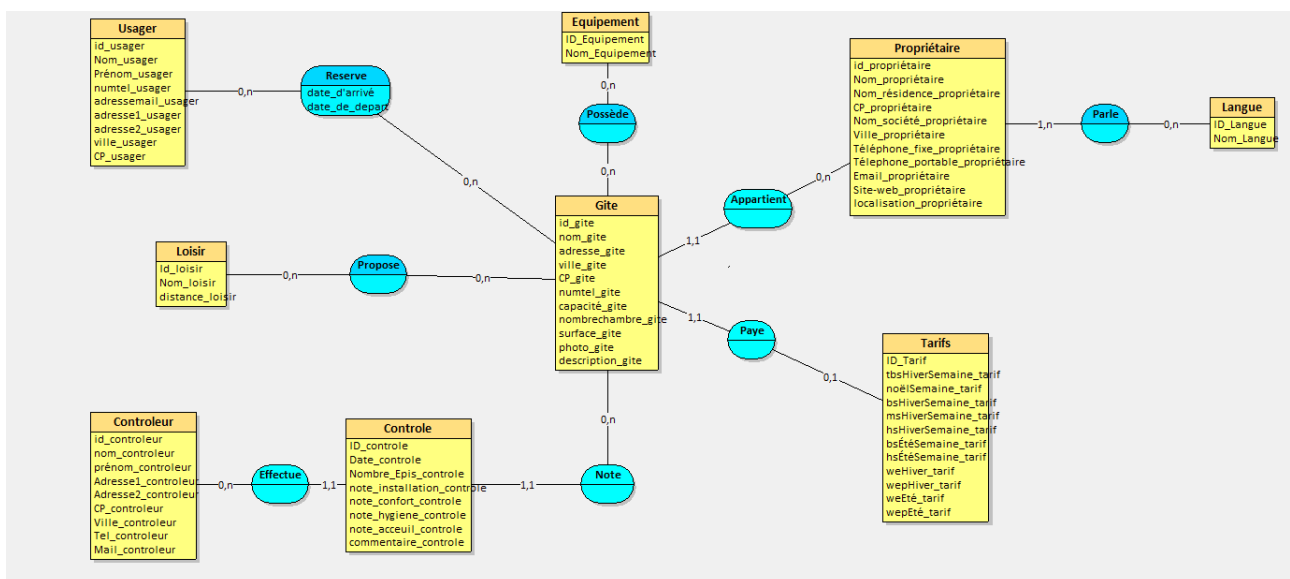 Usager
id_usager
Nom_usager
Prénom_usager
numtel_usager
adressemail_usager
adresse1_usager
adresse2_usager
ville_usager
CP_usager
0,n
Reserve
date_d'arrivé
date_de_depart
0,n
Equipement
ID_Equipement
Nom_Equipement
0,n
Possède
0,n
Propriétaire
id_propriétaire
Nom_propriétaire
Nom_résidence_propriétaire
CP_propriétaire
Nom_société_propriétaire
Ville_propriétaire
Téléphone_fixe_propriétaire
Télephone_portable_propriétaire
Email_propriétaire
Site-web_propriétaire
localisation_propriétaire
1,n
Parle
0,n
Langue
ID_Langue
Nom_Langue
Gite
id_gite
nom_gite
adresse_gite
ville_gite
CP_gite
numtel_gite
capacité_gite
nombrechambre_gite
surface_gite
photo_gite
description_gite
1,1
Appartient
0,n
Loisir
Id_loisir
Nom_loisir
distance_loisir
0,n
Propose
0,n
1,1
Paye
0,1
Tarifs
ID_Tarif
tbsHiverSemaine_tarif
noëlSemaine_tarif
bsHiverSemaine_tarif
msHiverSemaine_tarif
hsHiverSemaine_tarif
bsÉtéSemaine_tarif
hsÉtéSemaine_tarif
weHiver_tarif
wepHiver_tarif
weEté_tarif
wepEté_tarif
Controleur
id_controleur
nom_controleur
prénom_controleur
Adresse1_controleur
Adresse2_controleur
CP_controleur
Ville_controleur
Tel_controleur
Mail_controleur
0,n
Effectue
1,1
Controle
ID_controle
Date_controle
Nombre_Epis_controle
note_installation_controle
note_confort_controle
note_hygiene_controle
note_acceuil_controle
commentaire_controle
1,1
Note
0,n